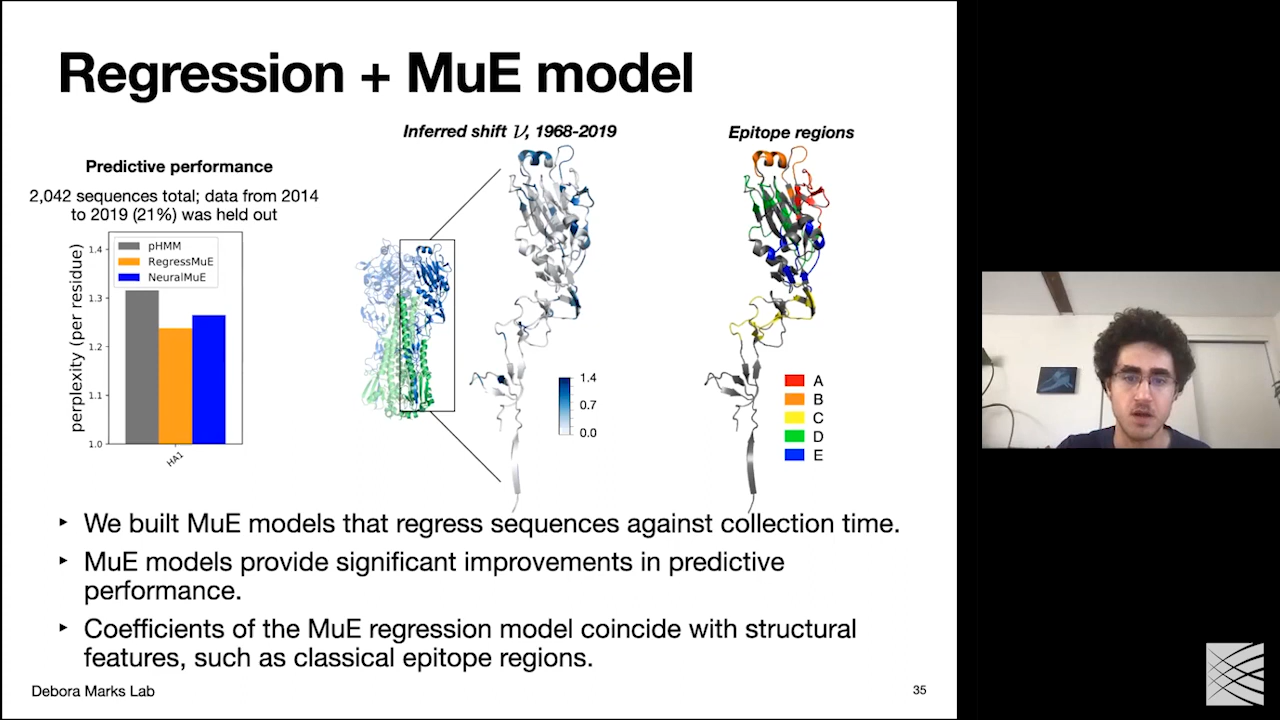 Regression + MuE model
Predictive performance
2,042 sequences total; data from 2014
to 2019 (21%) was held out
perplexity (per residue)
1.4
1.3
1.2
1.1
1.0
pHMM
RegressMuE
NeuralMuE
HA1
Inferred shift 𝒱, 1968-2019
1.4
0.7
0.0
Epitope regions
A
B
C
D
E
‣ We built MuE models that regress sequences against collection time.
‣ MuE models provide significant improvements in predictive
performance.
‣ Coefficients of the MuE regression model coincide with structural
features, such as classical epitope regions.
Debora Marks Lab
35